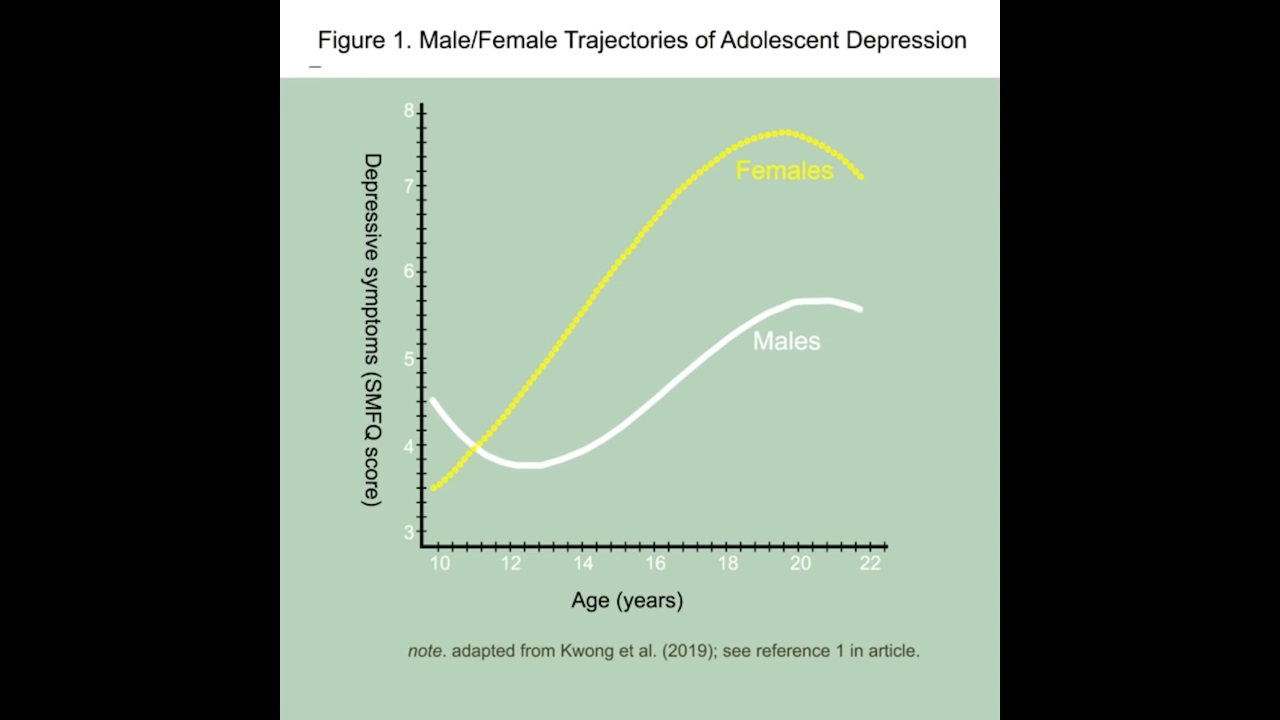 Figure 1. Male/Female Trajectories of Adolescent Depression
8
7
6
5
4
3
Depressive symptoms (SMFQ score)
Females
Males
10 12 14 16 18 20 22
Age (years)
note. adapted from Kwong et al. (2019); see reference 1 in article.